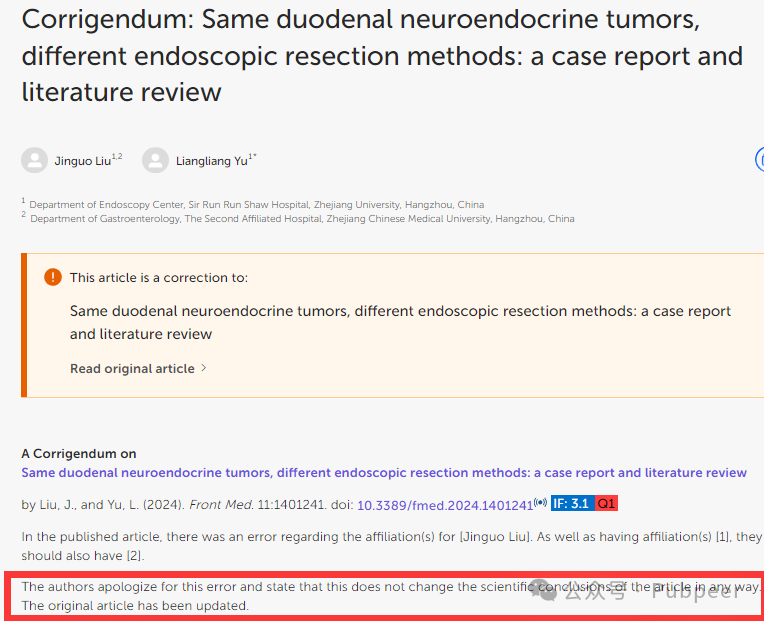 Corrigendum: Same duodenal neuroendocrine tumors,
different endoscopic resection methods: a case report and
literature review
Jinguo Liu1,2 Liangliang Yu1*
1 Department of Endoscopy Center, Sir Run Run Shaw Hospital, Zhejiang University, Hangzhou, China
2 Department of Gastroenterology, The Second Affiliated Hospital, Zhejiang Chinese Medical University, Hangzhou, China
This article is a correction to:
Same duodenal neuroendocrine tumors, different endoscopic resection methods: a case report
and literature review
Read original article
A Corrigendum on
Same duodenal neuroendocrine tumors, different endoscopic resection methods: a case report and literature review
by Liu, J., and Yu, L. (2024). Front Med. 11:1401241. doi: 10.3389/fmed.2024.1401241 IF: 3.1 Q1
In the published article, there was an error regarding the affiliation(s) for [Jinguo Liu]. As well as having affiliation(s) [1], they
should also have [2].
The authors apologize for this error and state that this does not change the scientific conclusions of the article in any way.
The original article has been updated.
公众号 · Pubpeer